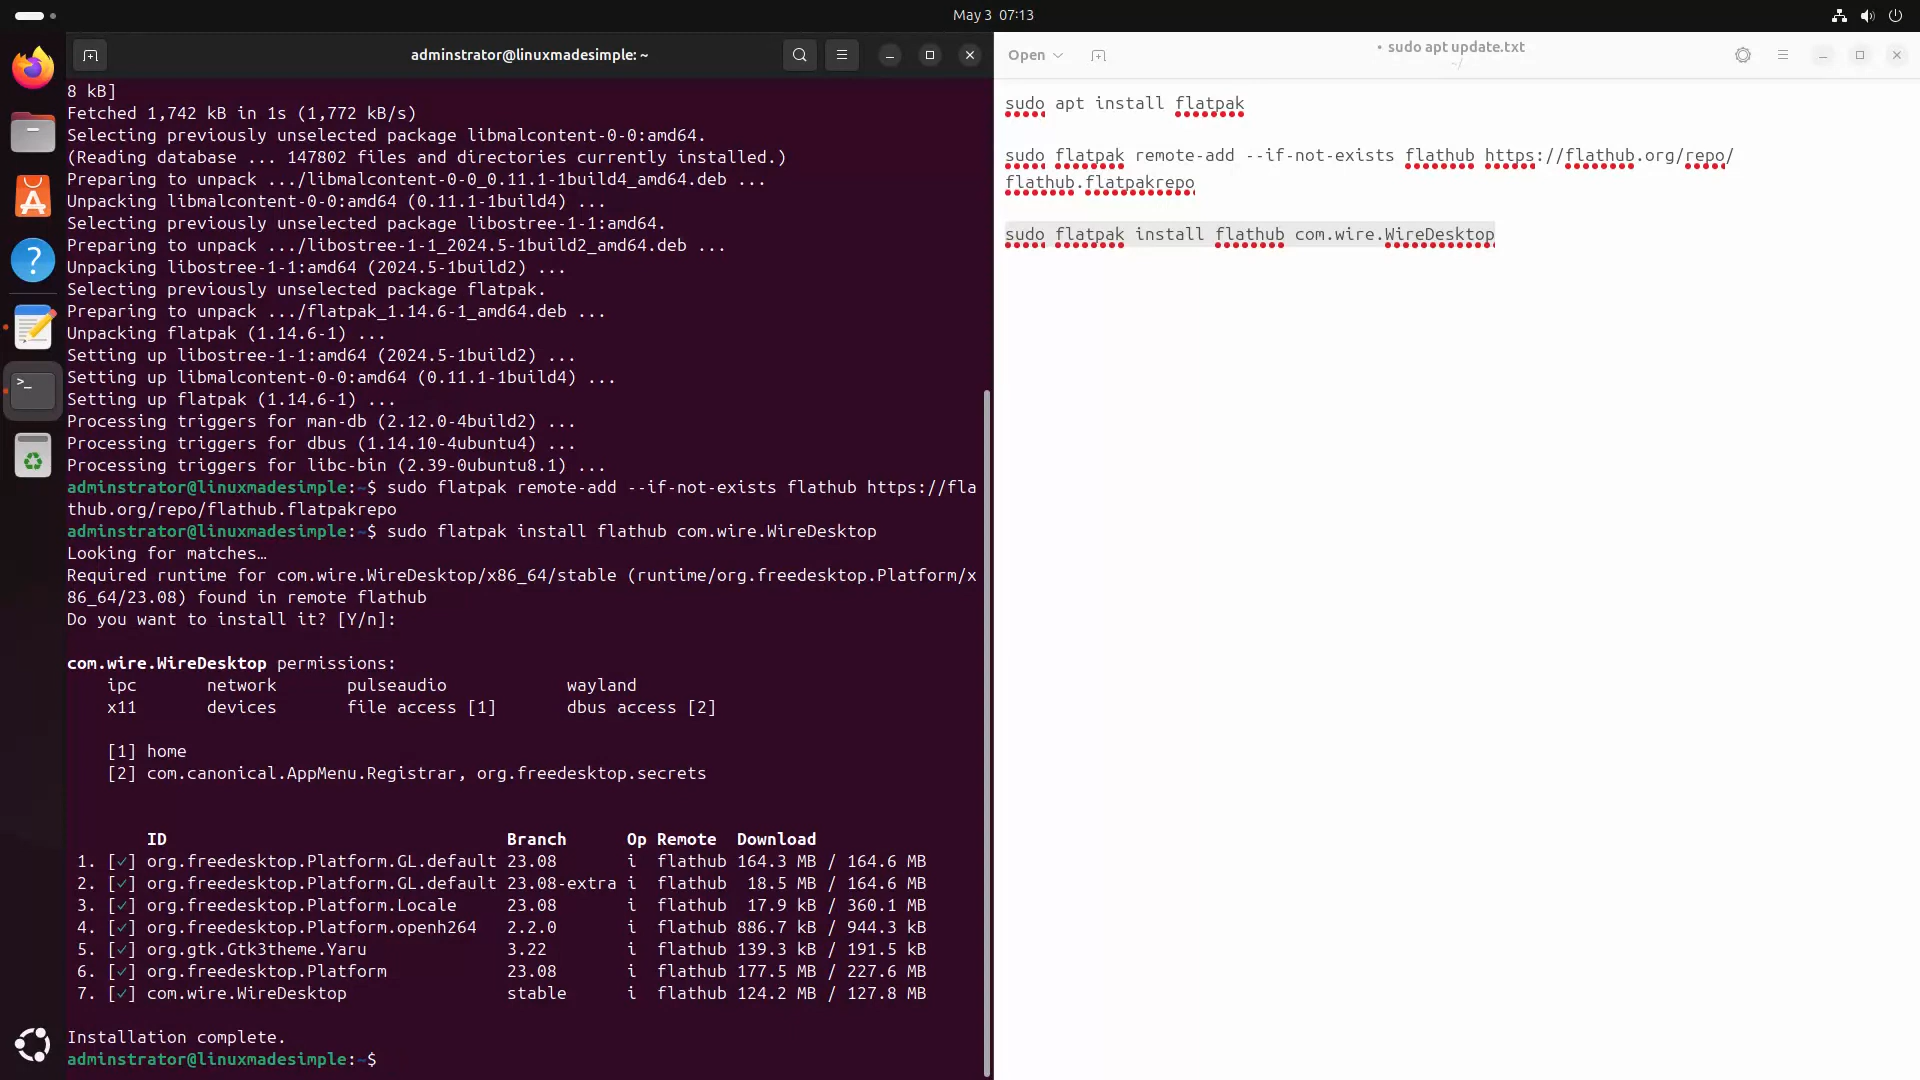 May 3 07:13
adminstrator@linuxmadesimple: ~
8 kB]
Fetched 1,742 kB in 1s (1,772 kB/s)
Selecting previously unselected package libmalcontent-0-0:amd64.
(Reading database ... 147802 files and directories currently installed.)
Preparing to unpack .../libmalcontent-0-0_0.11.1-1build4_amd64.deb ...
Unpacking libmalcontent-0-0:amd64 (0.11.1-1build4) ...
Selecting previously unselected package libostree-1-1:amd64.
Preparing to unpack .../libostree-1-1_2024.5-1build2_amd64.deb ...
Unpacking libostree-1-1:amd64 (2024.5-1build2) ...
Selecting previously unselected package flatpak.
Preparing to unpack .../flatpak_1.14.6-1_amd64.deb ...
Unpacking flatpak (1.14.6-1) ...
Setting up libostree-1-1:amd64 (2024.5-1build2) ...
Setting up libmalcontent-0-0:amd64 (0.11.1-1build4) ...
Setting up flatpak (1.14.6-1) ...
Processing triggers for man-db (2.12.0-4build2) ...
Processing triggers for dbus (1.14.10-4ubuntu4) ...
Processing triggers for libc-bin (2.39-0ubuntu8.1) ...
adminstrator@linuxmadesimple:~$ sudo flatpak remote-add --if-not-exists flathub https://fla
thub.org/repo/flathub.flatpakrepo
adminstrator@linuxmadesimple:~$ sudo flatpak install flathub com.wire.WireDesktop
Looking for matches…
Required runtime for com.wire.WireDesktop/x86_64/stable (runtime/org.freedesktop.Platform/x
86_64/23.08) found in remote flathub
Do you want to install it? [Y/n]:
com.wire.WireDesktop permissions:
ipc network pulseaudio wayland
x11 devices file access [1] dbus access [2]
[1] home
[2] com.canonical.AppMenu.Registrar, org.freedesktop.secrets
ID Branch Op Remote Download
1. [✓] org.freedesktop.Platform.GL.default 23.08 i flathub 164.3 MB / 164.6 MB
2. [✓] org.freedesktop.Platform.GL.default 23.08-extra i flathub 18.5 MB / 164.6 MB
3. [✓] org.freedesktop.Platform.Locale 23.08 i flathub 17.9 kB / 360.1 MB
4. [✓] org.freedesktop.Platform.openh264 2.2.0 i flathub 886.7 kB / 944.3 kB
5. [✓] org.gtk.Gtk3theme.Yaru 3.22 i flathub 139.3 kB / 191.5 kB
6. [✓] org.freedesktop.Platform 23.08 i flathub 177.5 MB / 227.6 MB
7. [✓] com.wire.WireDesktop stable i flathub 124.2 MB / 127.8 MB
Installation complete.
adminstrator@linuxmadesimple:~$
Open
• sudo apt update.txt
~/
sudo apt install flatpak
sudo flatpak remote-add --if-not-exists flathub https://flathub.org/repo/
flathub.flatpakrepo
sudo flatpak install flathub com.wire.WireDesktop